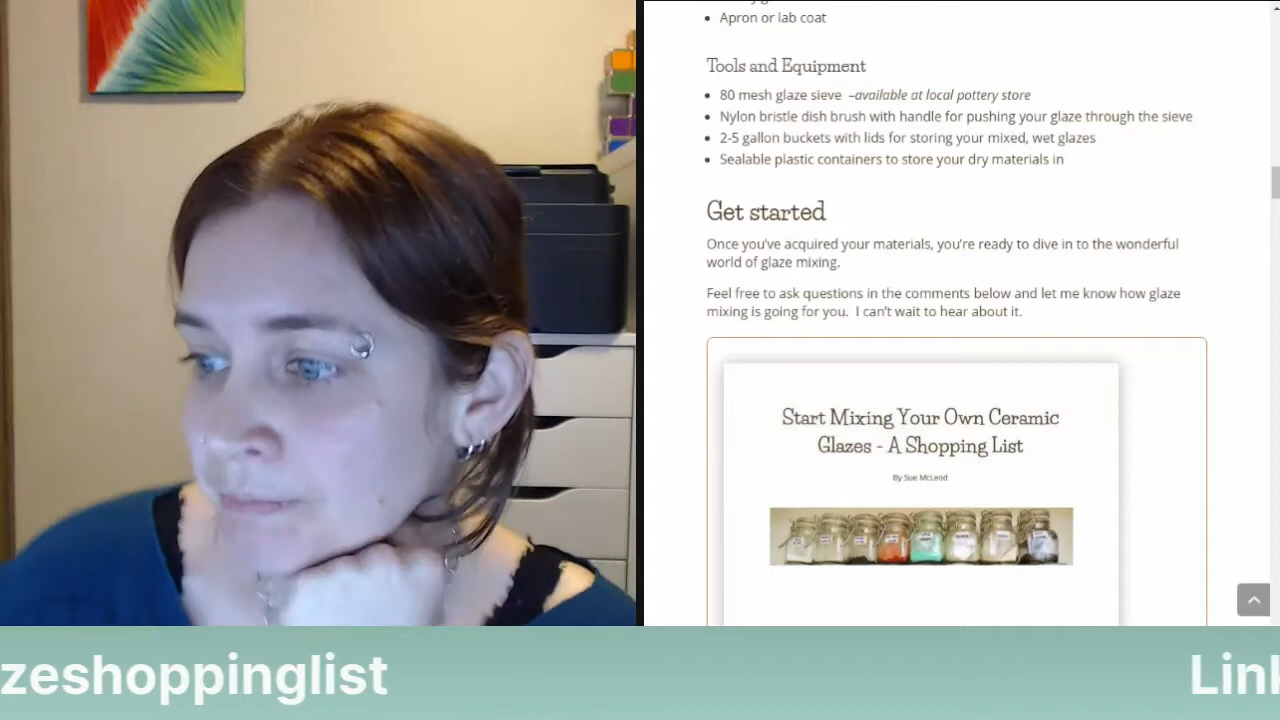 Apron or lab coat
Tools and Equipment
80 mesh glaze sieve –available at local pottery store
Nylon bristle dish brush with handle for pushing your glaze through the sieve
2-5 gallon buckets with lids for storing your mixed, wet glazes
Sealable plastic containers to store your dry materials in
Get started
Once you've acquired your materials, you're ready to dive in to the wonderful
world of glaze mixing.
Feel free to ask questions in the comments below and let me know how glaze
mixing is going for you. I can't wait to hear about it.
Start Mixing Your Own Ceramic
Glazes - A Shopping List
By Sue McLeod
zeshoppinglist
Link